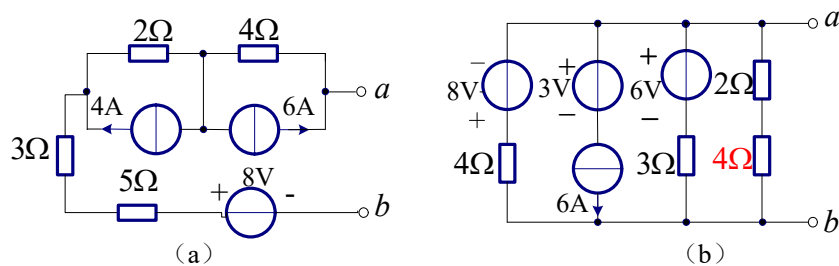 2Ω 4Ω
4A 6A
a
3Ω
5Ω + 8V - b
（a）
a
- + +
8V 3V 6V 2Ω
+ - -
4Ω 3Ω 4Ω
6A
b
（b）